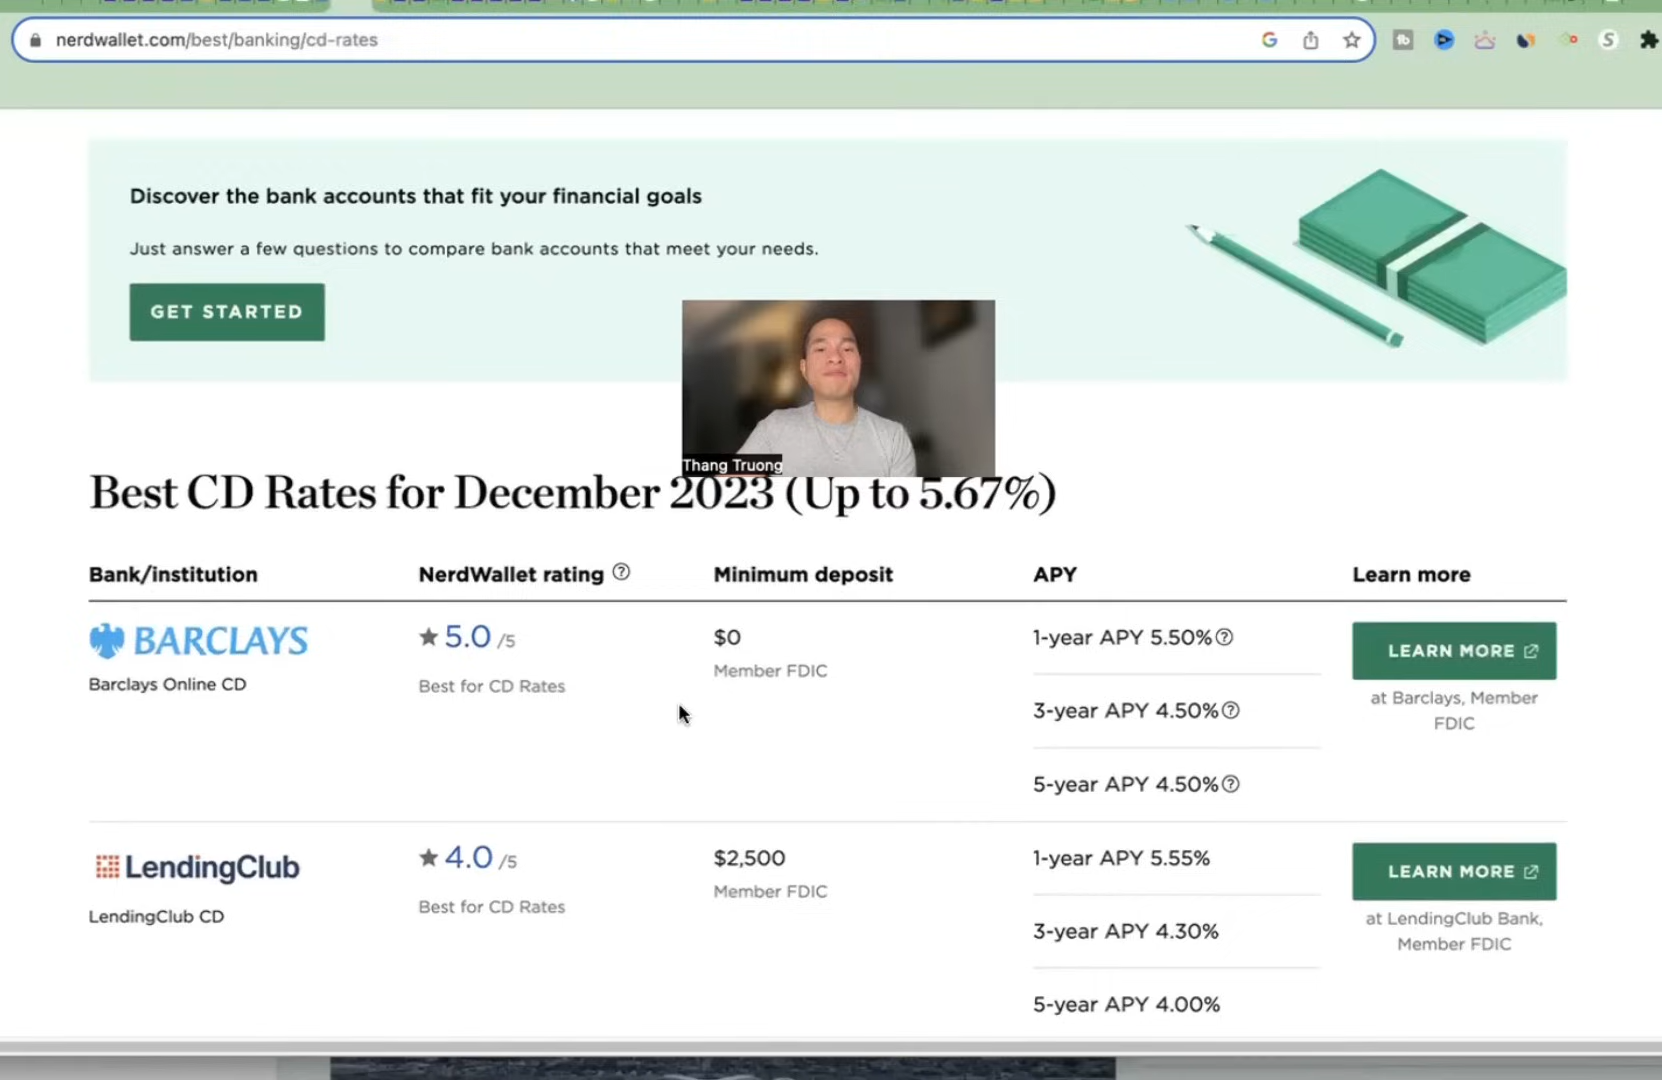 nerdwallet.com/best/banking/cd-rates
Discover the bank accounts that fit your financial goals
Just answer a few questions to compare bank accounts that meet your needs.
GET STARTED
Thang Truong
Best CD Rates for December 2023 (Up to 5.67%)
Bank/institution NerdWallet rating ? Minimum deposit APY Learn more
BARCLAYS
Barclays Online CD
5.0 /5
Best for CD Rates
$0
Member FDIC
1-year APY 5.50% ?
3-year APY 4.50% ?
5-year APY 4.50% ?
LEARN MORE
at Barclays, Member
FDIC
LendingClub
LendingClub CD
4.0 /5
Best for CD Rates
$2,500
Member FDIC
1-year APY 5.55%
3-year APY 4.30%
5-year APY 4.00%
LEARN MORE
at LendingClub Bank,
Member FDIC